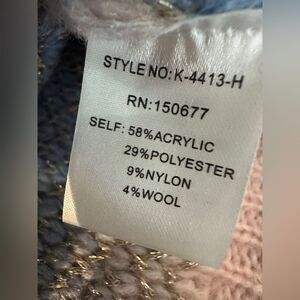 STYLE NO: K-4413-H
RN: 150677
SELF: 58%ACRYLIC
29%POLYESTER
9%NYLON
4%WOOL